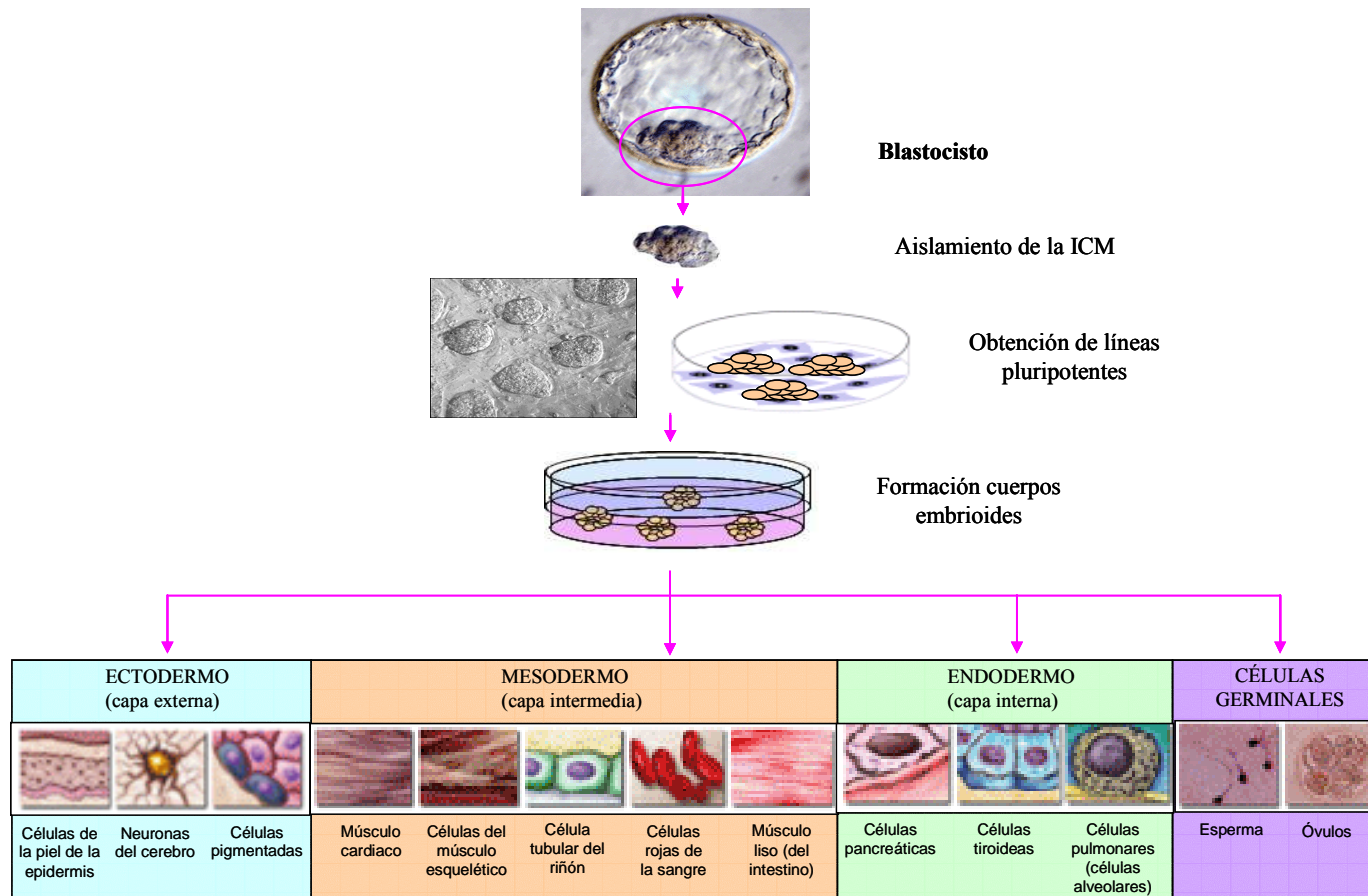 Blastocisto
Aislamiento de la ICM
Obtención de líneas
pluripotentes
Formación cuerpos
embrioides
ECTODERMO
(capa externa)
MESODERMO
(capa intermedia)
ENDODERMO
(capa interna)
CÉLULAS
GERMINALES
Células de
la piel de la
epidermis
Neuronas
del cerebro
Células
pigmentadas
Músculo
cardiaco
Células del
músculo
esquelético
Célula
tubular del
riñón
Células
rojas de
la sangre
Músculo
liso (del
intestino)
Células
pancreáticas
Células
tiroideas
Células
pulmonares
(células
alveolares)
Esperma
Óvulos